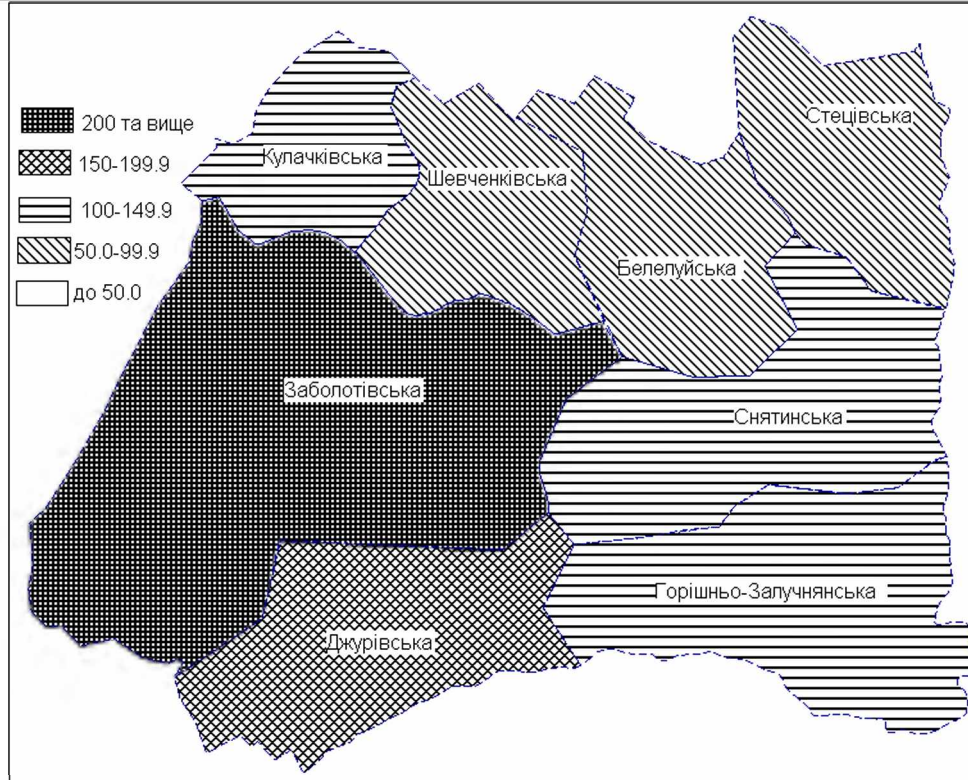 200 та вище
150-199.9
100-149.9
50.0-99.9
до 50.0
Стецівська
Кулачківська
Шевченківська
Белелуйська
Заболотівська
Снятинська
Горішньо-Залучнянська
Джурівська